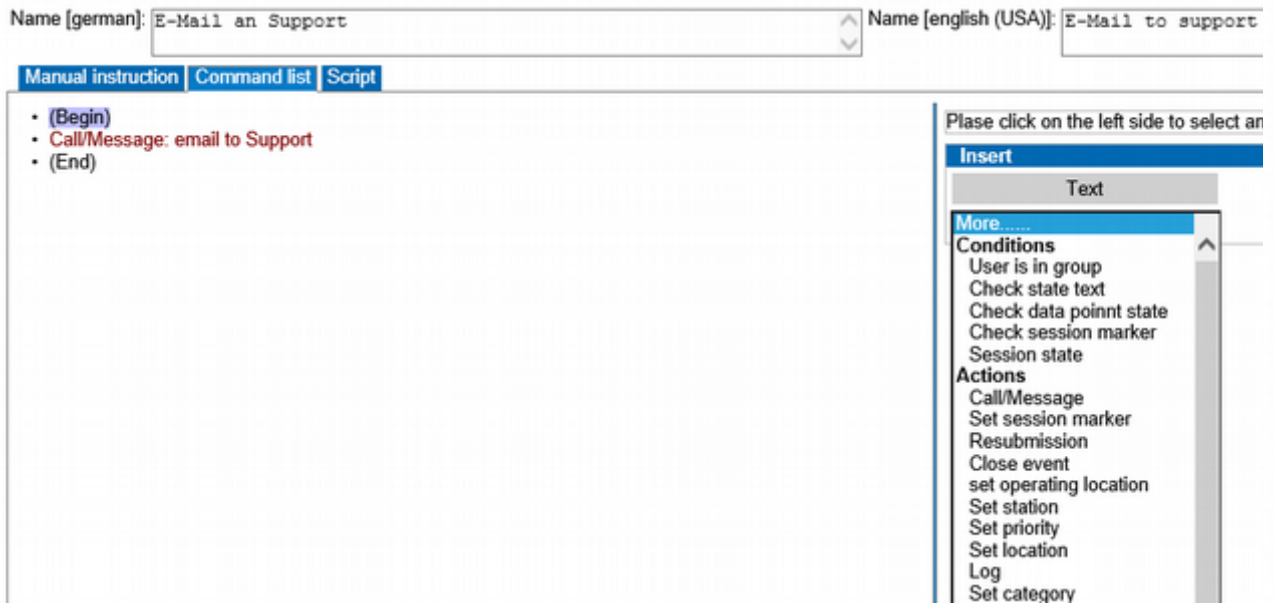 Name [german]: E-Mail an Support Name [english (USA)]: E-Mail to support
Manual instruction Command list Script
(Begin)
Call/Message: email to Support
(End)
Plase click on the left side to select an
Insert
Text
More......
Conditions
User is in group
Check state text
Check data poinnt state
Check session marker
Session state
Actions
Call/Message
Set session marker
Resubmission
Close event
set operating location
Set station
Set priority
Set location
Log
Set category